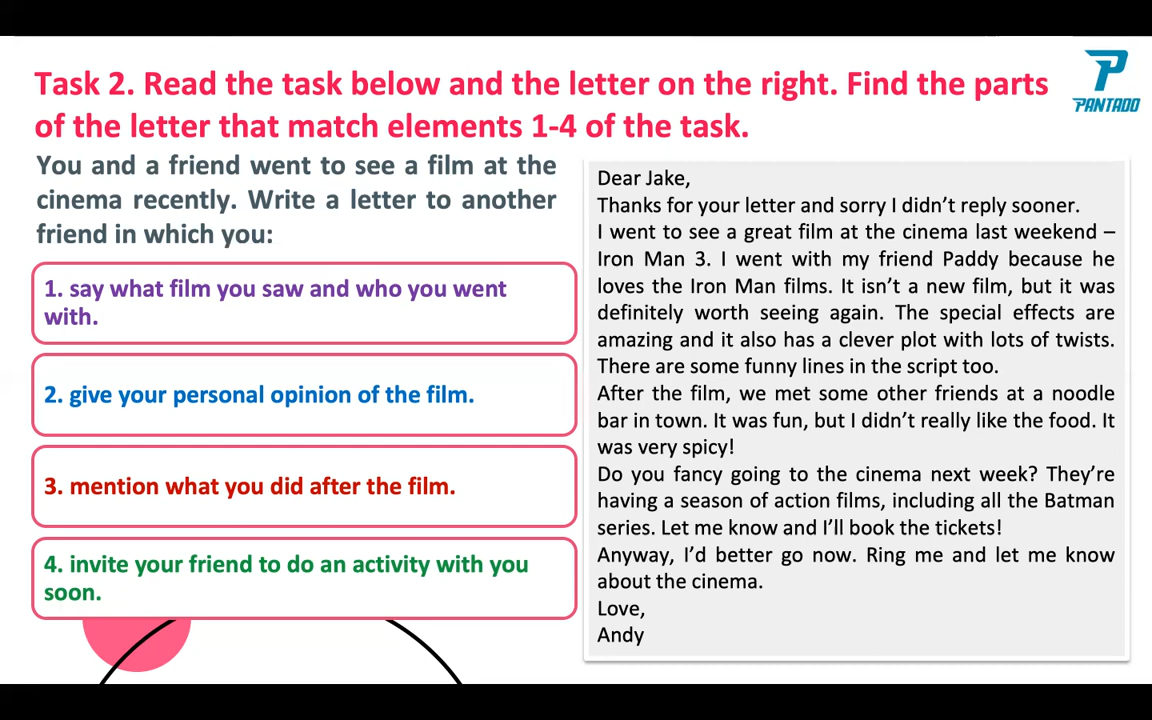 Task 2. Read the task below and the letter on the right. Find the parts
of the letter that match elements 1-4 of the task.
PANTADO
You and a friend went to see a film at the
cinema recently. Write a letter to another
friend in which you:
1. say what film you saw and who you went
with.
2. give your personal opinion of the film.
3. mention what you did after the film.
4. invite your friend to do an activity with you
soon.
Dear Jake,
Thanks for your letter and sorry I didn’t reply sooner.
I went to see a great film at the cinema last weekend –
Iron Man 3. I went with my friend Paddy because he
loves the Iron Man films. It isn’t a new film, but it was
definitely worth seeing again. The special effects are
amazing and it also has a clever plot with lots of twists.
There are some funny lines in the script too.
After the film, we met some other friends at a noodle
bar in town. It was fun, but I didn’t really like the food. It
was very spicy!
Do you fancy going to the cinema next week? They’re
having a season of action films, including all the Batman
series. Let me know and I’ll book the tickets!
Anyway, I’d better go now. Ring me and let me know
about the cinema.
Love,
Andy